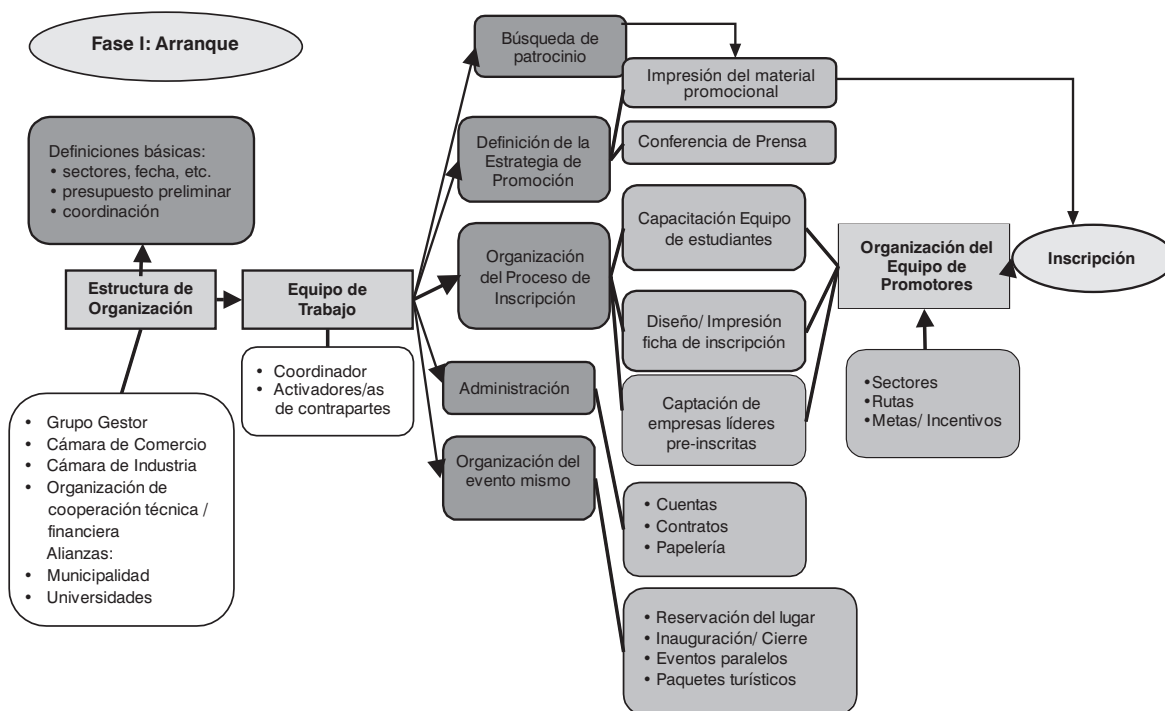 Fase I: Arranque
Definiciones básicas:
• sectores, fecha, etc.
• presupuesto preliminar
• coordinación
Estructura de
Organización
• Grupo Gestor
• Cámara de Comercio
• Cámara de Industria
• Organización de
cooperación técnica /
financiera
Alianzas:
• Municipalidad
• Universidades
Equipo de
Trabajo
• Coordinador
• Activadores/as
de contrapartes
Búsqueda de
patrocinio
Definición de la
Estrategia de
Promoción
Organización
del Proceso de
Inscripción
Administración
Organización del
evento mismo
Impresión del material
promocional
Conferencia de Prensa
Capacitación Equipo
de estudiantes
Diseño/ Impresión
ficha de inscripción
Captación de
empresas líderes
pre-inscritas
• Cuentas
• Contratos
• Papelería
• Reservación del lugar
• Inauguración/ Cierre
• Eventos paralelos
• Paquetes turísticos
Organización del
Equipo de
Promotores
•Sectores
•Rutas
•Metas/ Incentivos
Inscripción